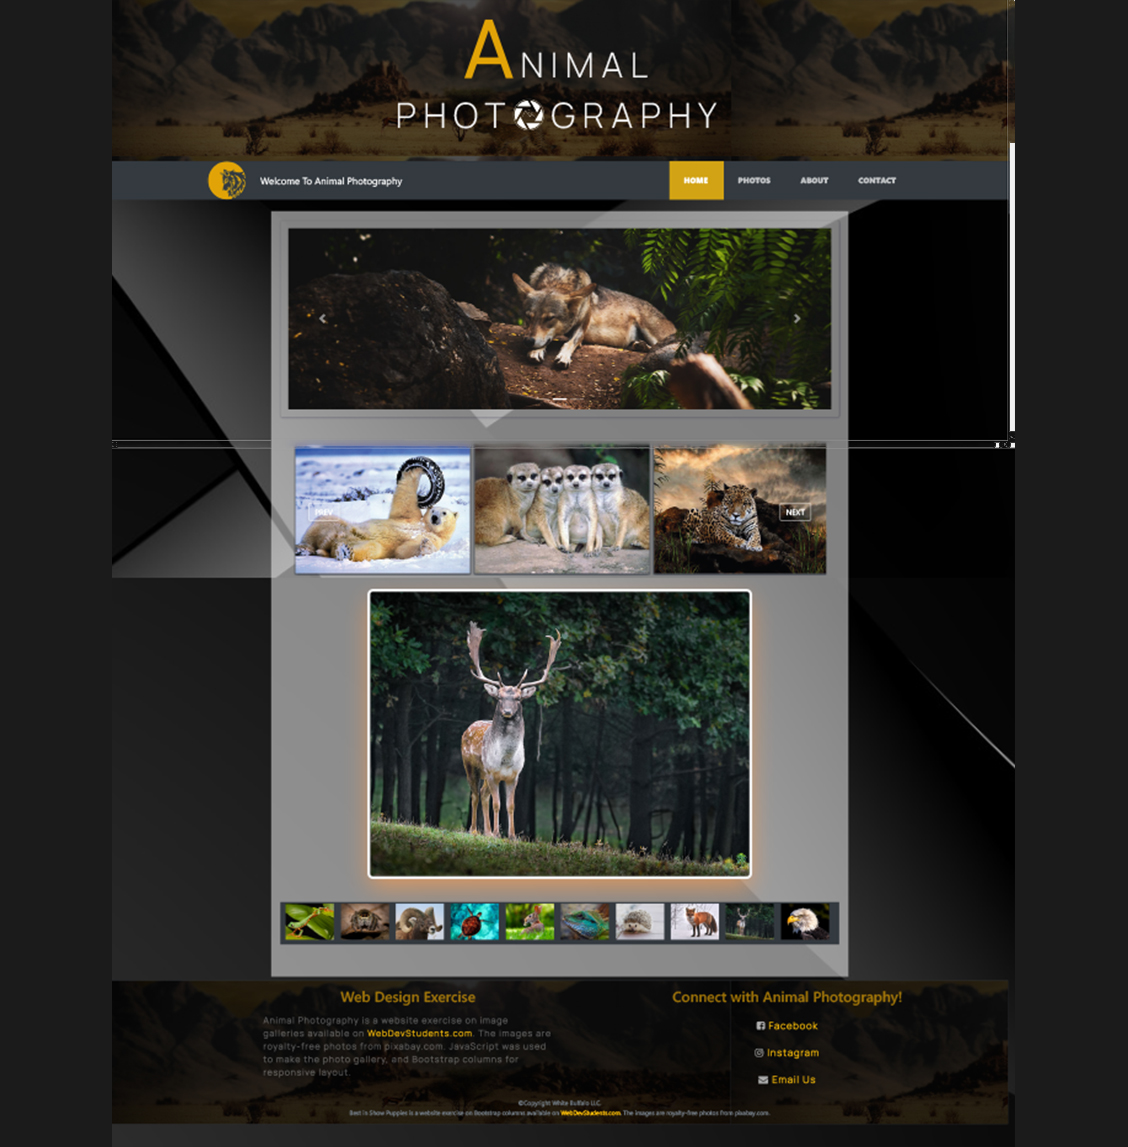 ANIMAL
PHOTOGRAPHY
Welcome To Animal Photography
HOME PHOTOS ABOUT CONTACT
PREV
NEXT
Web Design Exercise
Animal Photography is a website exercise on image
galleries available on WebDevStudents.com. The images are
royalty-free photos from pixabay.com. JavaScript was used
to make the photo gallery, and Bootstrap columns for
responsive layout.
Connect with Animal Photography!
Facebook
Instagram
Email Us
©Copyright White Buffalo LLC.
Best In Show Puppies is a website exercise on Bootstrap columns available on WebDevStudents.com. The images are royalty-free photos from pixabay.com.